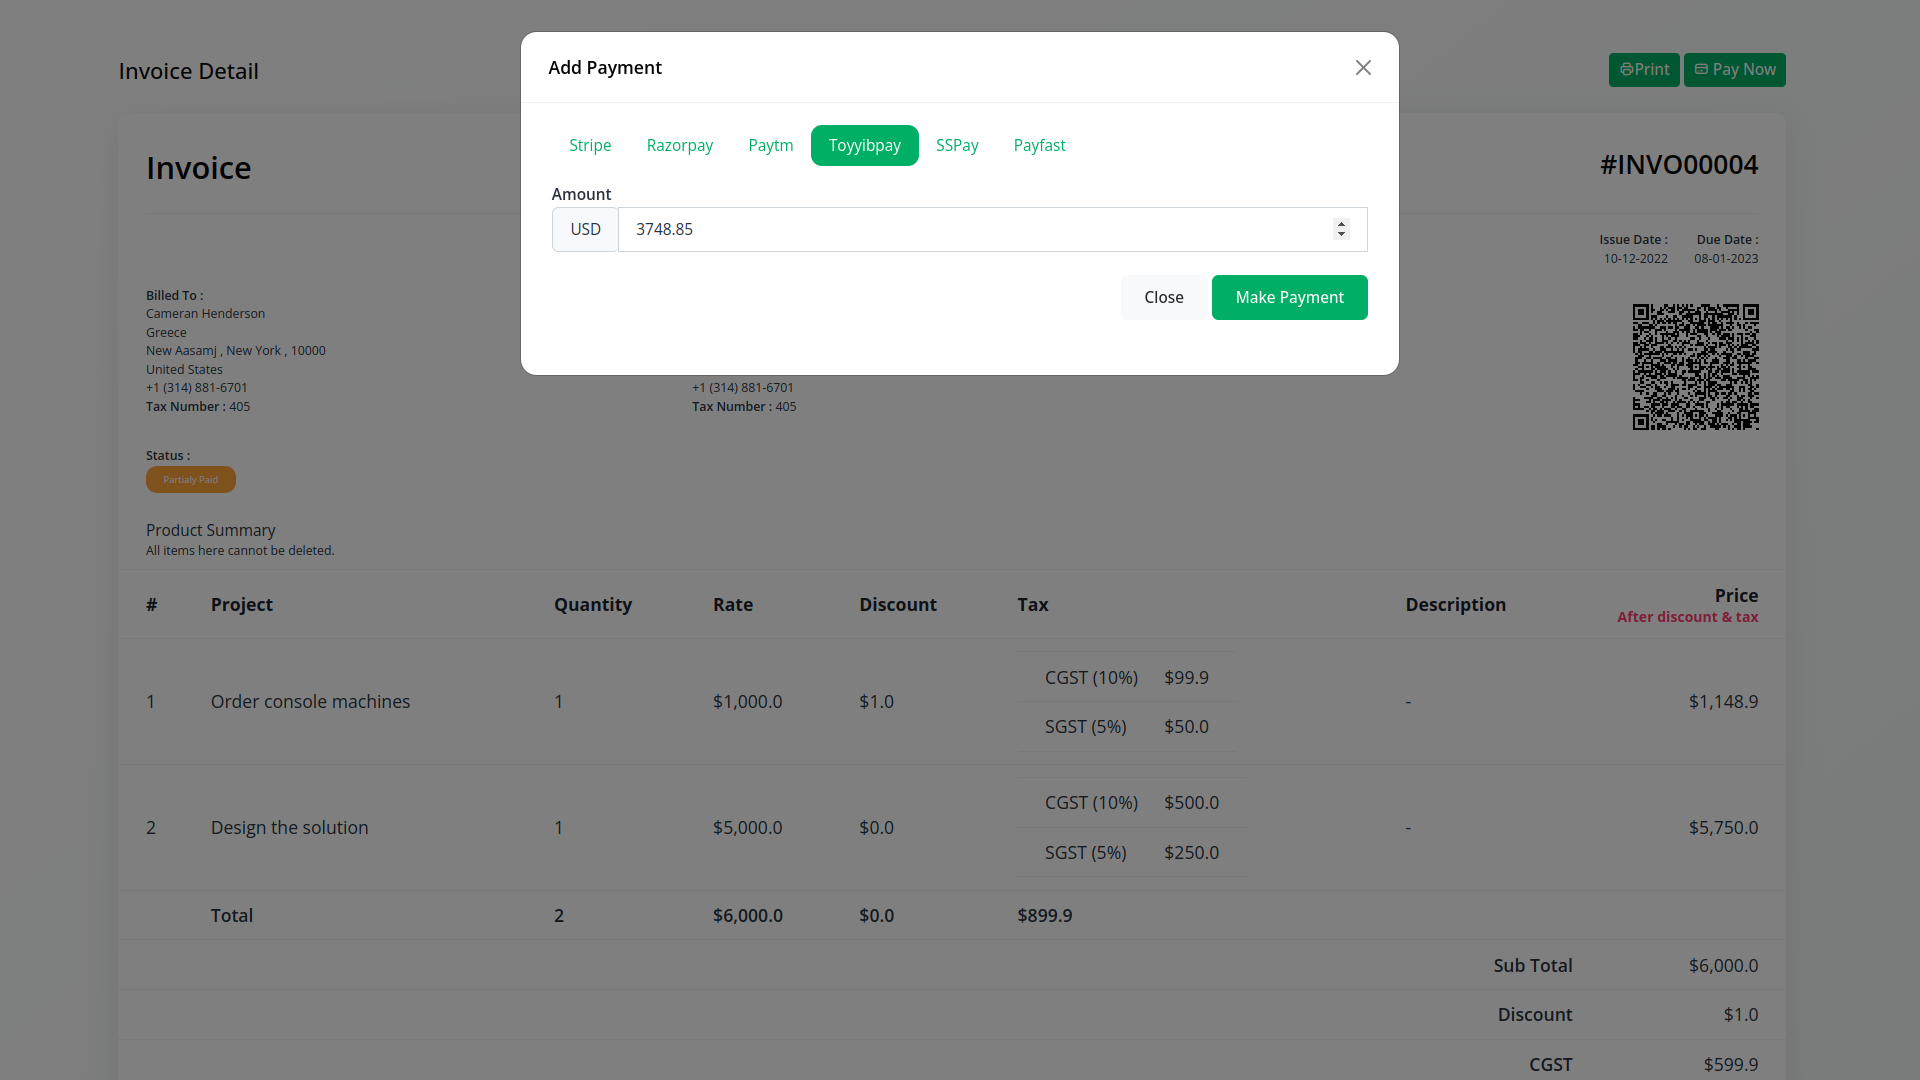 Invoice Detail
Print
Pay Now
Add Payment
Stripe Razorpay Paytm Toyyibpay SSPay Payfast
Amount
USD 3748.85
Close Make Payment
Invoice
#INVO00004
Issue Date :
10-12-2022
Due Date :
08-01-2023
Billed To :
Cameran Henderson
Greece
New Aasamj , New York , 10000
United States
+1 (314) 881-6701
Tax Number : 405
+1 (314) 881-6701
Tax Number : 405
Status :
Partialy Paid
Product Summary
All items here cannot be deleted.
# Project Quantity Rate Discount Tax Description Price
After discount & tax
1 Order console machines 1 $1,000.0 $1.0 CGST (10%) $99.9 - $1,148.9
SGST (5%) $50.0
2 Design the solution 1 $5,000.0 $0.0 CGST (10%) $500.0 - $5,750.0
SGST (5%) $250.0
Total 2 $6,000.0 $0.0 $899.9
Sub Total $6,000.0
Discount $1.0
CGST $599.9